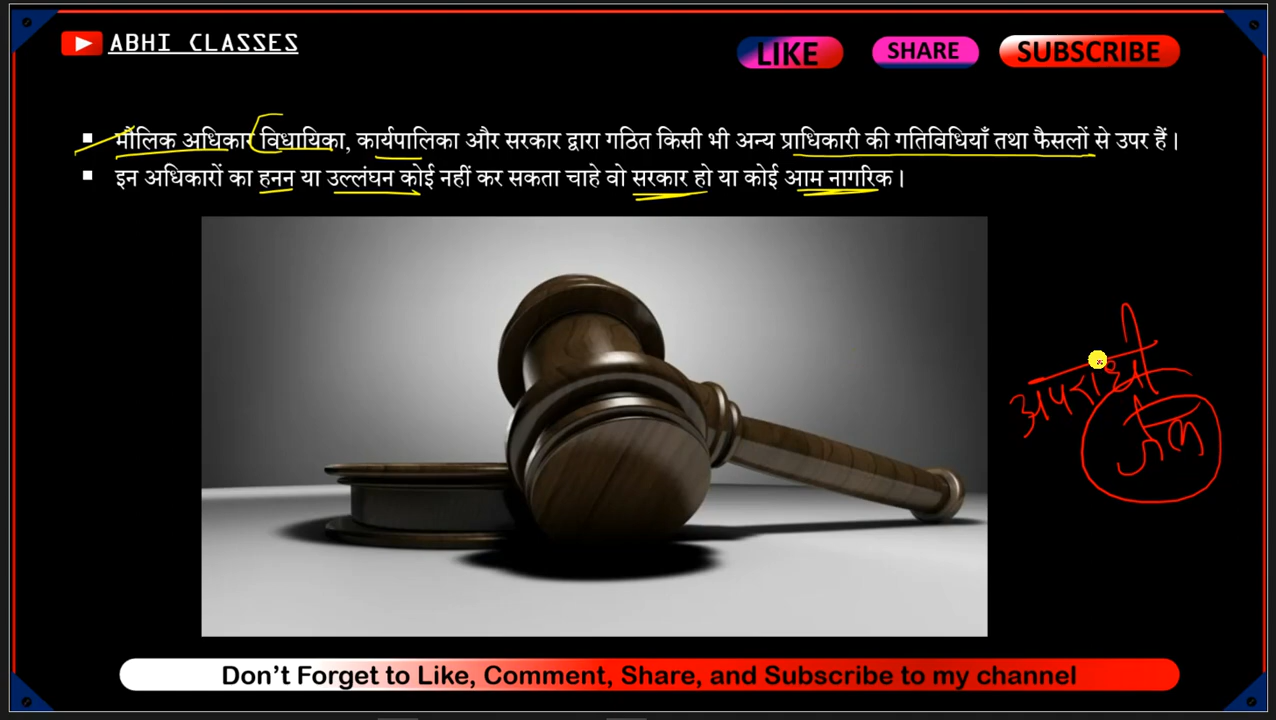 ABHI CLASSES
LIKE
SHARE
SUBSCRIBE
मौलिक अधिकार विधायिका, कार्यपालिका और सरकार द्वारा गठित किसी भी अन्य प्राधिकारी की गतिविधियाँ तथा फैसलों से उपर हैं।
इन अधिकारों का हनन या उल्लंघन कोई नहीं कर सकता चाहे वो सरकार हो या कोई आम नागरिक।
अपराधी
जेल
Don't Forget to Like, Comment, Share, and Subscribe to my channel